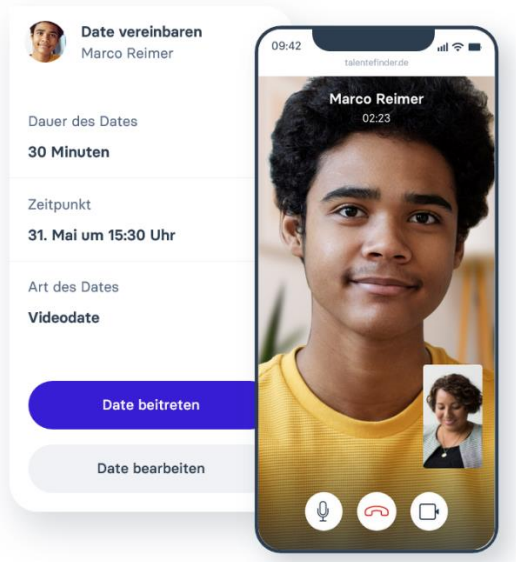 Date vereinbaren
Marco Reimer
Dauer des Dates
30 Minuten
Zeitpunkt
31. Mai um 15:30 Uhr
Art des Dates
Videodate
Date beitreten
Date bearbeiten
09:42
talentefinder.de
Marco Reimer
02:23